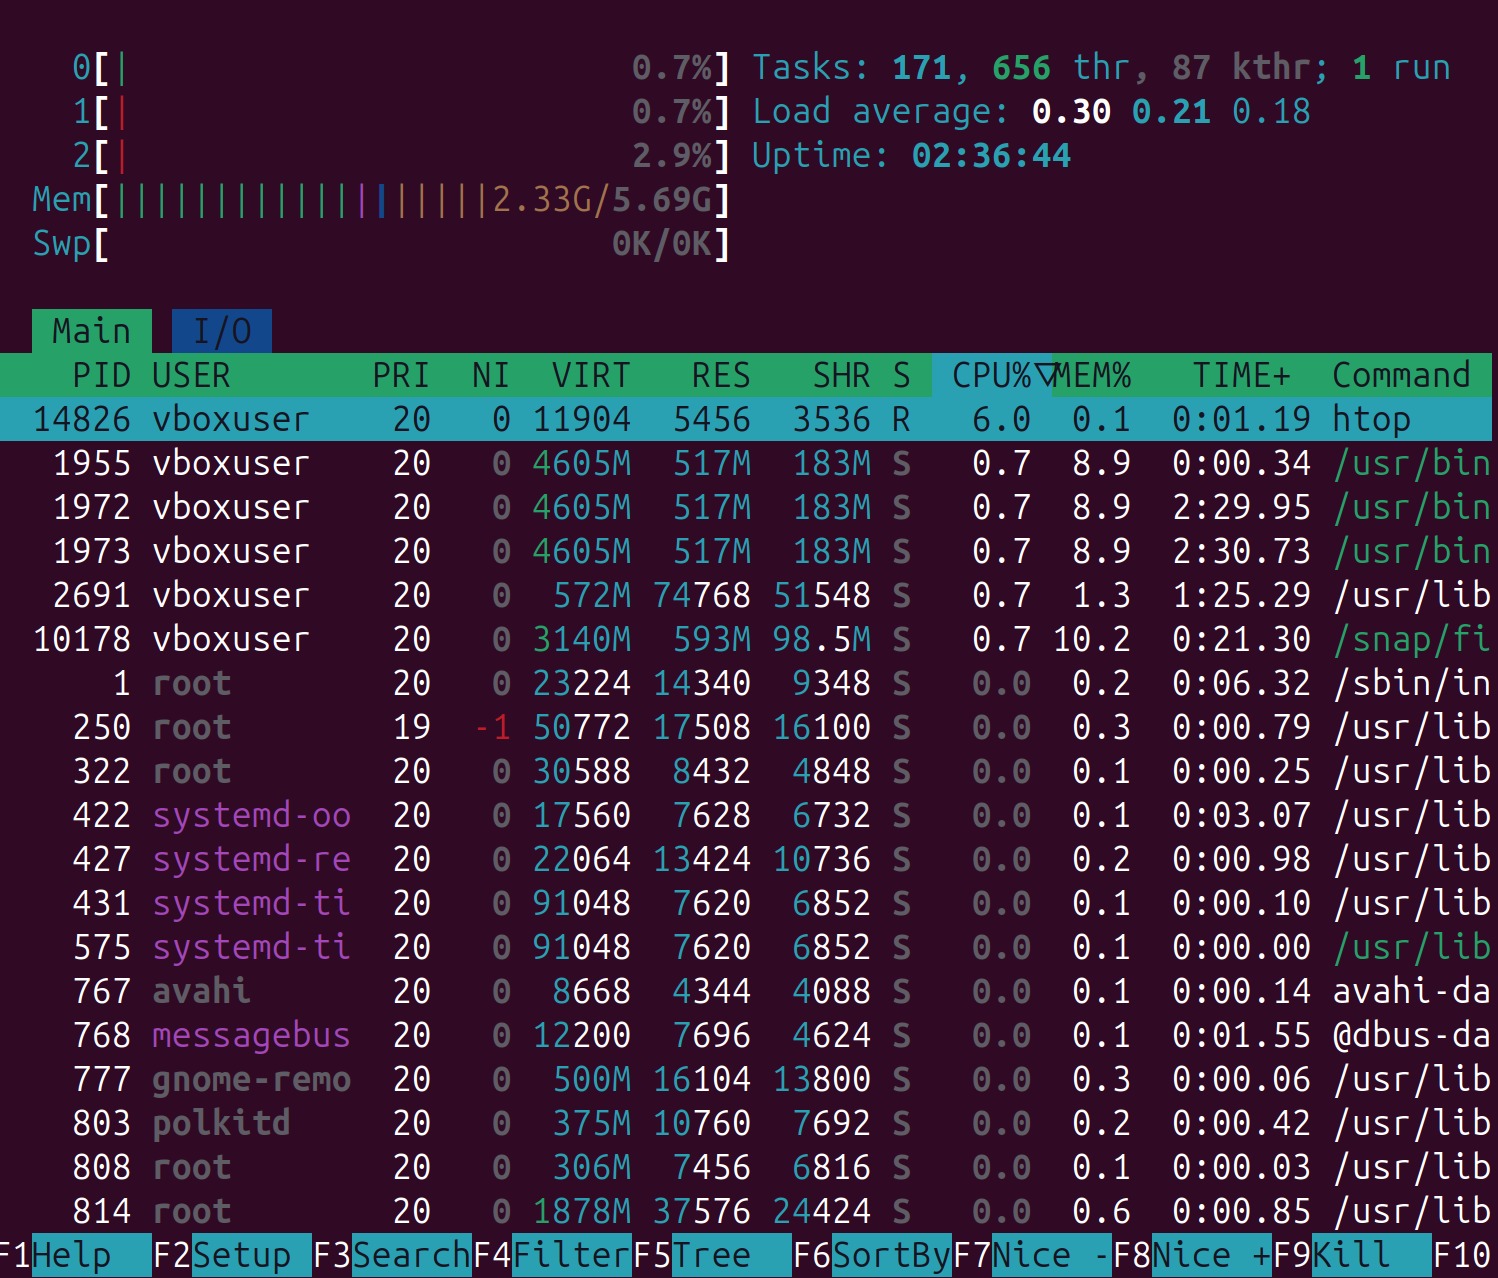 0[| 0.7%] Tasks: 171, 656 thr, 87 kthr; 1 run
1[| 0.7%] Load average: 0.30 0.21 0.18
2[| 2.9%] Uptime: 02:36:44
Mem[|||||||||||||||||||2.33G/5.69G]
Swp[ 0K/0K]
Main I/O
PID USER PRI NI VIRT RES SHR S CPU%▽MEM% TIME+ Command
14826 vboxuser 20 0 11904 5456 3536 R 6.0 0.1 0:01.19 htop
1955 vboxuser 20 0 4605M 517M 183M S 0.7 8.9 0:00.34 /usr/bin
1972 vboxuser 20 0 4605M 517M 183M S 0.7 8.9 2:29.95 /usr/bin
1973 vboxuser 20 0 4605M 517M 183M S 0.7 8.9 2:30.73 /usr/bin
2691 vboxuser 20 0 572M 74768 51548 S 0.7 1.3 1:25.29 /usr/lib
10178 vboxuser 20 0 3140M 593M 98.5M S 0.7 10.2 0:21.30 /snap/fi
1 root 20 0 23224 14340 9348 S 0.0 0.2 0:06.32 /sbin/in
250 root 19 -1 50772 17508 16100 S 0.0 0.3 0:00.79 /usr/lib
322 root 20 0 30588 8432 4848 S 0.0 0.1 0:00.25 /usr/lib
422 systemd-oo 20 0 17560 7628 6732 S 0.0 0.1 0:03.07 /usr/lib
427 systemd-re 20 0 22064 13424 10736 S 0.0 0.2 0:00.98 /usr/lib
431 systemd-ti 20 0 91048 7620 6852 S 0.0 0.1 0:00.10 /usr/lib
575 systemd-ti 20 0 91048 7620 6852 S 0.0 0.1 0:00.00 /usr/lib
767 avahi 20 0 8668 4344 4088 S 0.0 0.1 0:00.14 avahi-da
768 messagebus 20 0 12200 7696 4624 S 0.0 0.1 0:01.55 @dbus-da
777 gnome-remo 20 0 500M 16104 13800 S 0.0 0.3 0:00.06 /usr/lib
803 polkitd 20 0 375M 10760 7692 S 0.0 0.2 0:00.42 /usr/lib
808 root 20 0 306M 7456 6816 S 0.0 0.1 0:00.03 /usr/lib
814 root 20 0 1878M 37576 24424 S 0.0 0.6 0:00.85 /usr/lib
F1Help F2Setup F3SearchF4FilterF5Tree F6SortByF7Nice -F8Nice +F9Kill F10